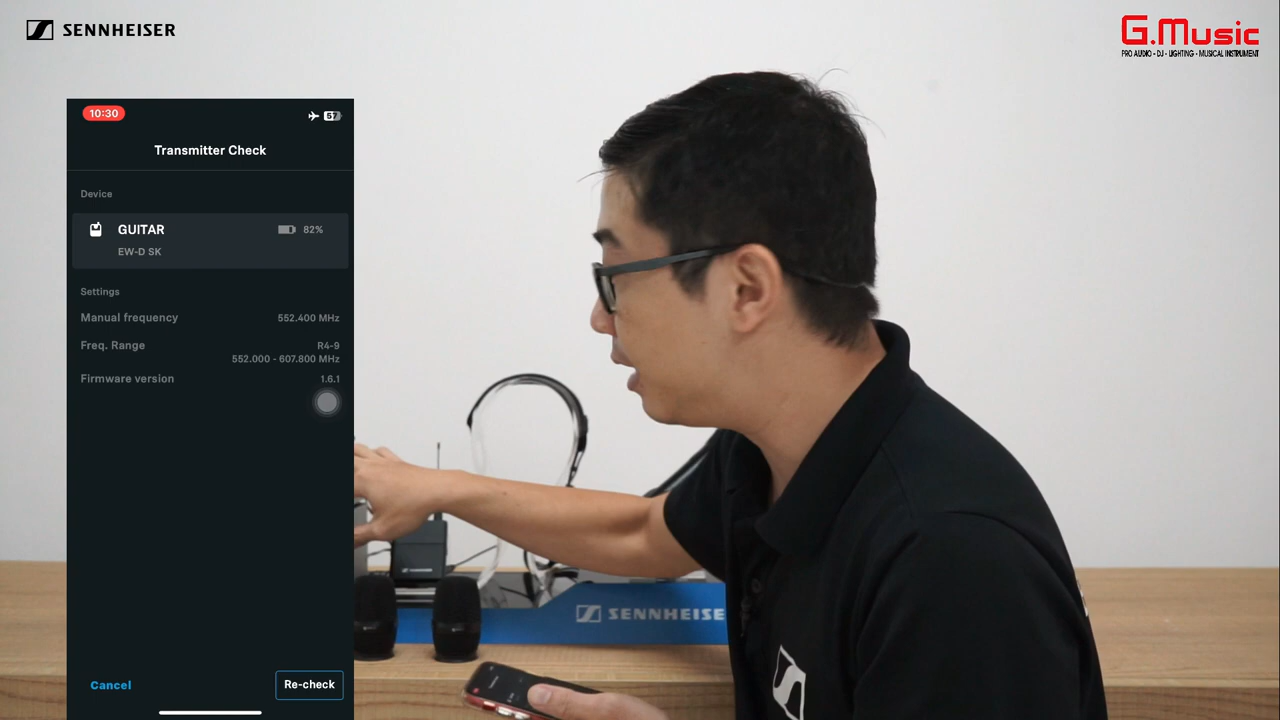 SENNHEISER
G.Music
PRO AUDIO • DJ • LIGHTING • MUSICAL INSTRUMENT
10:30
57
Transmitter Check
Device
GUITAR
82%
EW-D SK
Settings
Manual frequency
552.400 MHz
Freq. Range
R4-9
552.000 - 607.800 MHz
Firmware version
1.6.1
Cancel
Re-check
SENNHEISER
SENNHEISE